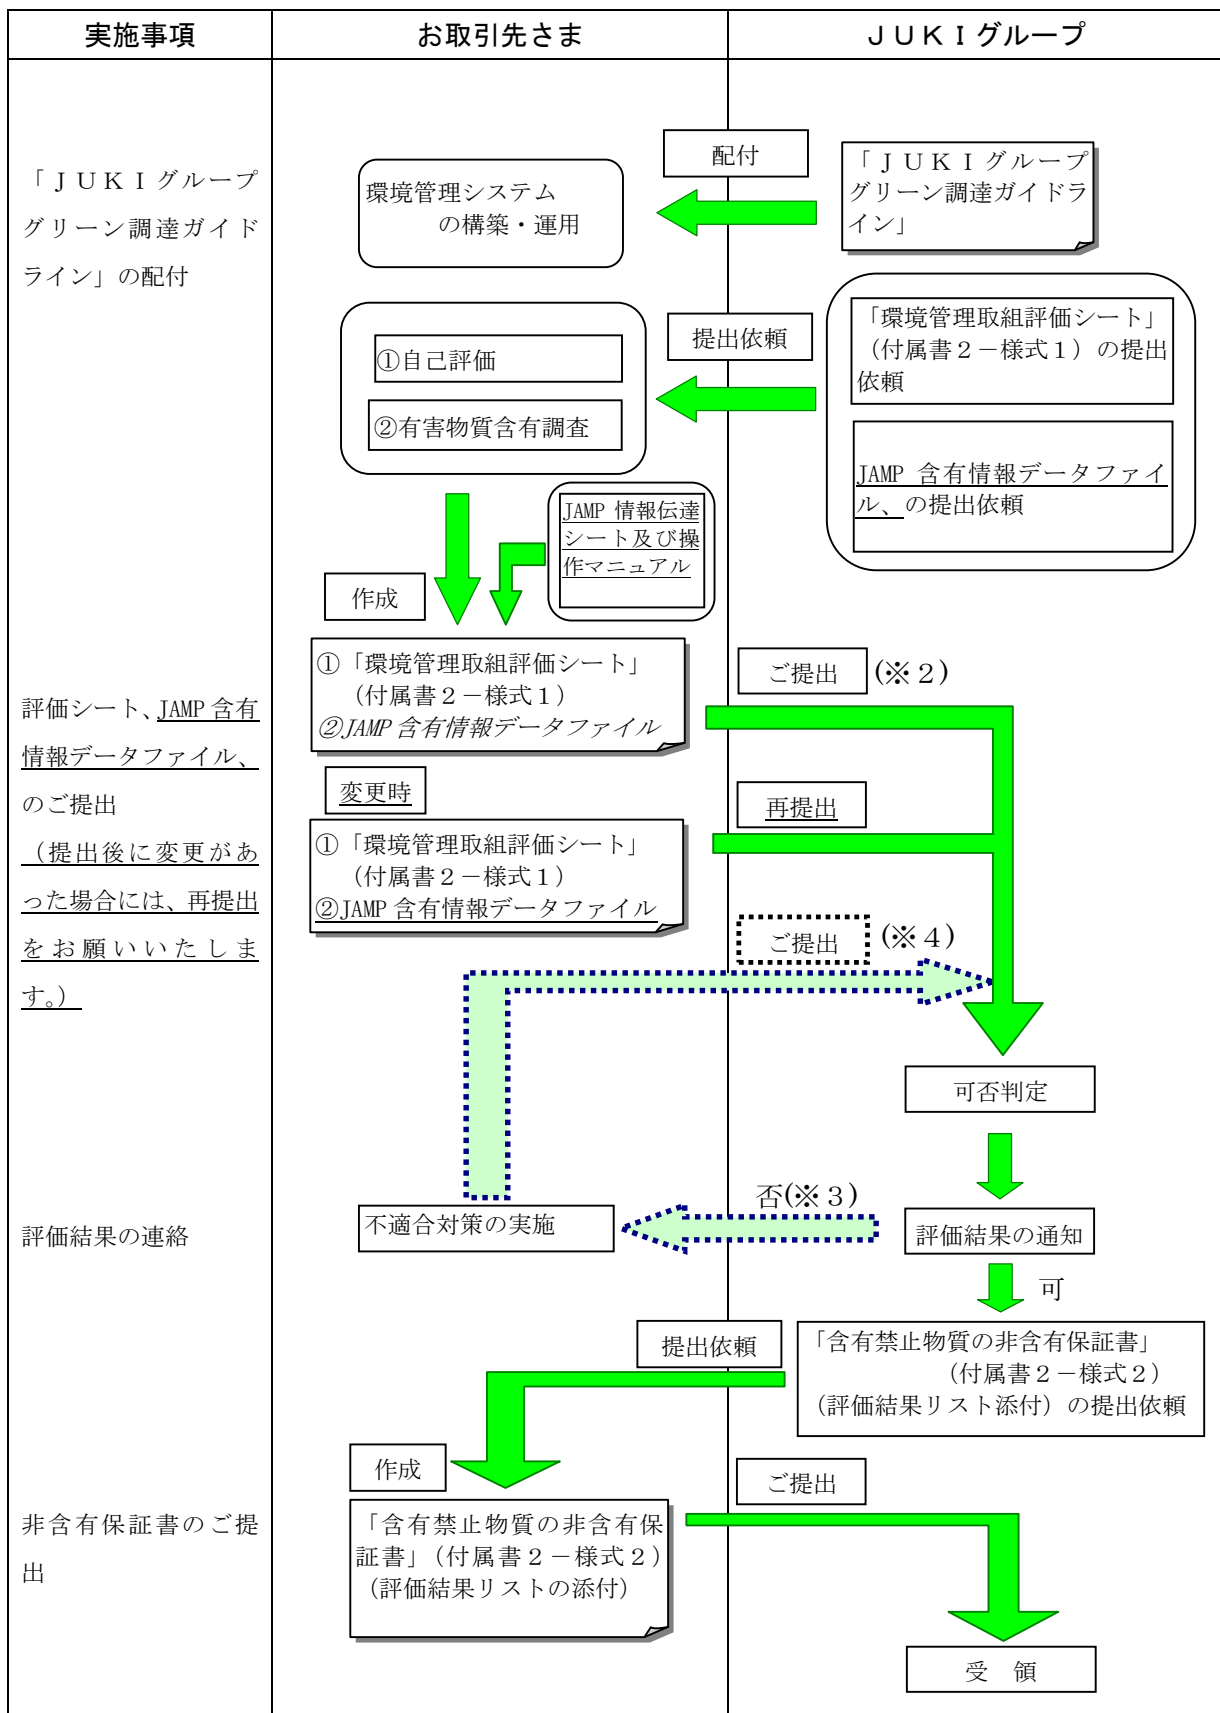 実施事項
お取引先さま
ＪＵＫＩグループ
配付
「ＪＵＫＩグループ
グリーン調達ガイドラ
イン」
環境管理システム
の構築・運用
「ＪＵＫＩグループ
グリーン調達ガイド
ライン」の配付
提出依頼
「環境管理取組評価シート」
（付属書２－様式１）の提出
依頼
①自己評価
②有害物質含有調査
JAMP 含有情報データファイ
ル、の提出依頼
JAMP 情報伝達
シート及び操
作マニュアル
作成
①「環境管理取組評価シート」
（付属書２－様式１）
②JAMP 含有情報データファイル
ご提出
(※２)
評価シート、JAMP 含有
情報データファイル、
のご提出
（提出後に変更があ
った場合には、再提出
をお願いいたしま
す。）
変更時
再提出
①「環境管理取組評価シート」
（付属書２－様式１）
②JAMP 含有情報データファイル
ご提出
(※４)
可否判定
否(※３)
評価結果の連絡
不適合対策の実施
評価結果の通知
可
提出依頼
「含有禁止物質の非含有保証書」
（付属書２－様式２）
（評価結果リスト添付）の提出依頼
作成
ご提出
非含有保証書のご提
出
「含有禁止物質の非含有保
証書」（付属書２－様式２）
（評価結果リストの添付）
受　領